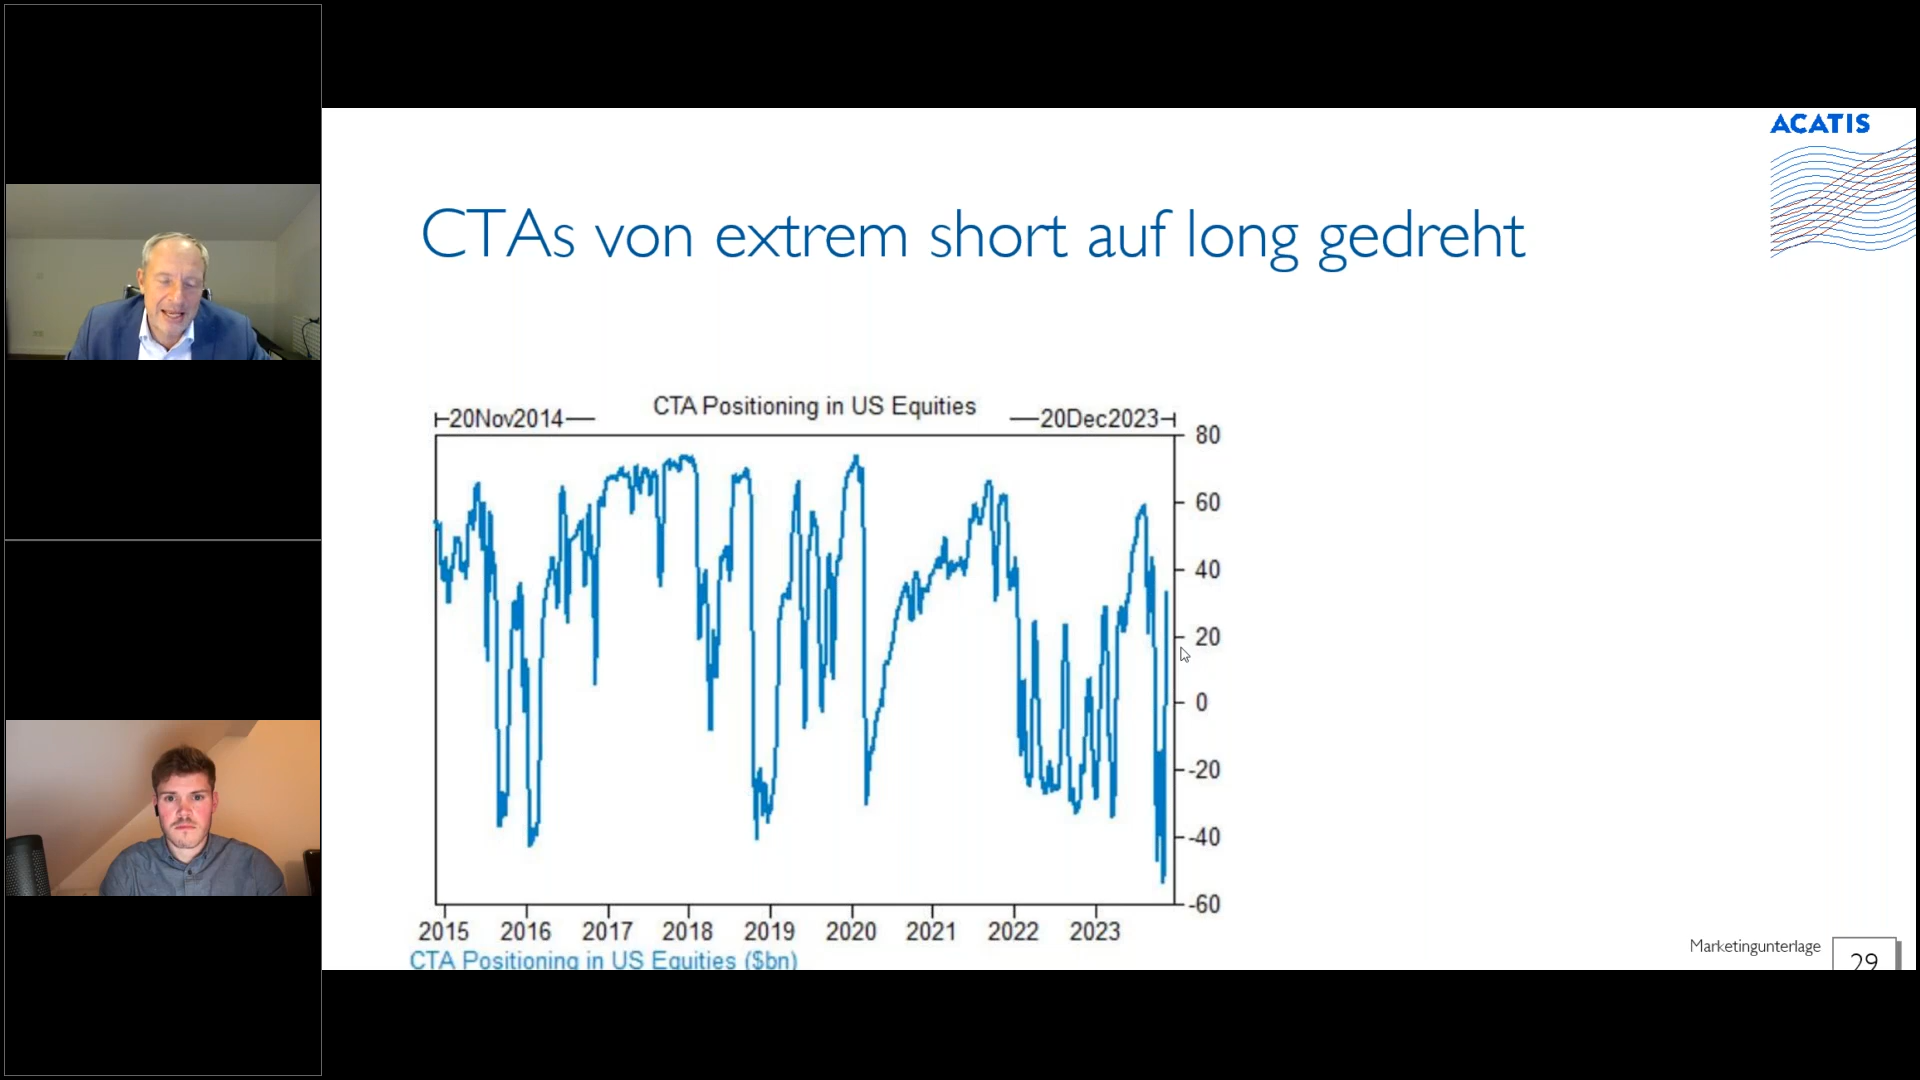 ACATIS
CTAs von extrem short auf long gedreht
CTA Positioning in US Equities
20Nov2014
20Dec2023
80
60
40
20
0
-20
-40
-60
2015 2016 2017 2018 2019 2020 2021 2022 2023
CTA Positioning in US Equities ($bn)
Marketingunterlage
29